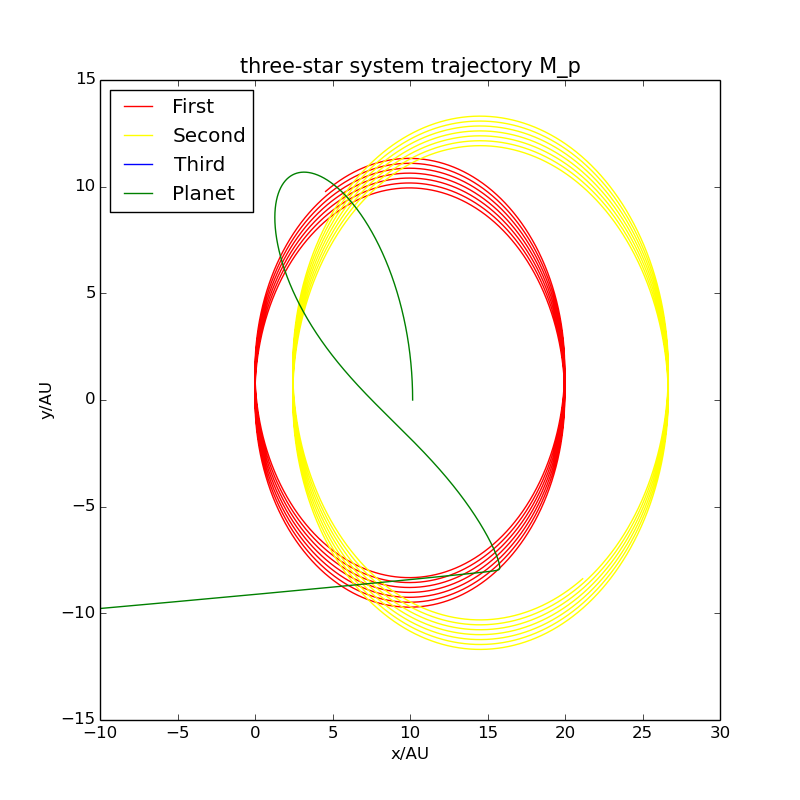 three-star system trajectory M_p
First
Second
Third
Planet
15
10
5
0
−5
−10
−15
y/AU
−10 −5 0 5 10 15 20 25 30
x/AU